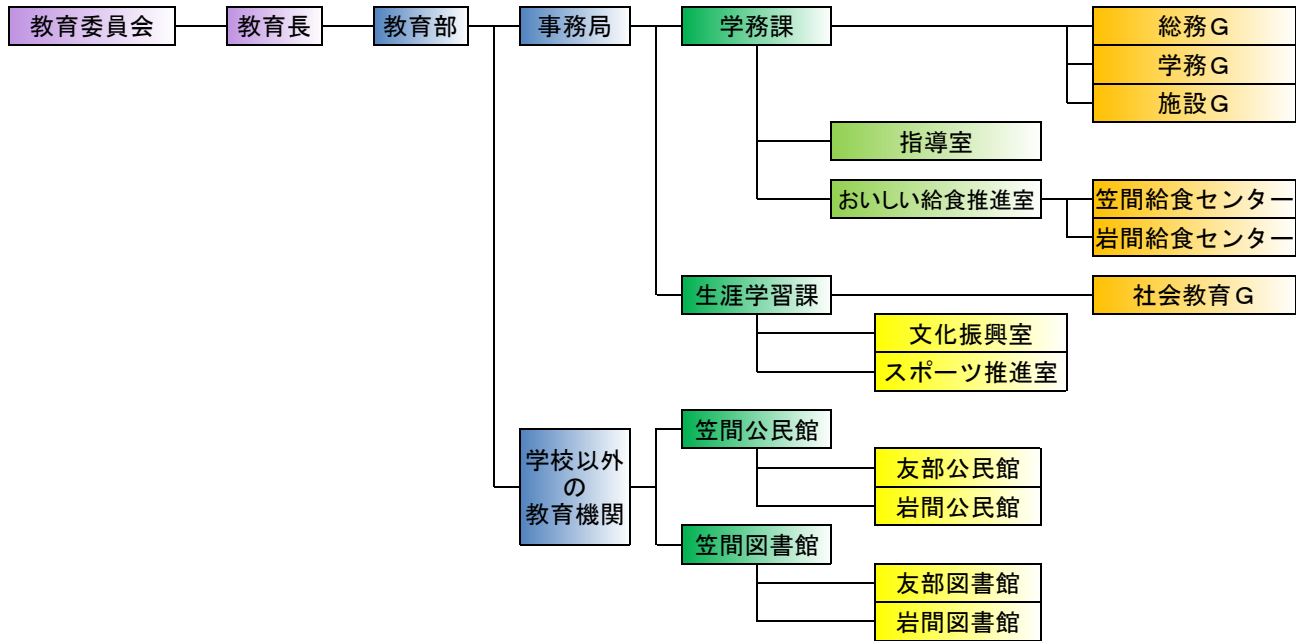 教育委員会
教育長
教育部
事務局
学務課
総務G
学務G
施設G
指導室
おいしい給食推進室
笠間給食センター
岩間給食センター
生涯学習課
社会教育G
文化振興室
スポーツ推進室
学校以外
の
教育機関
笠間公民館
友部公民館
岩間公民館
笠間図書館
友部図書館
岩間図書館